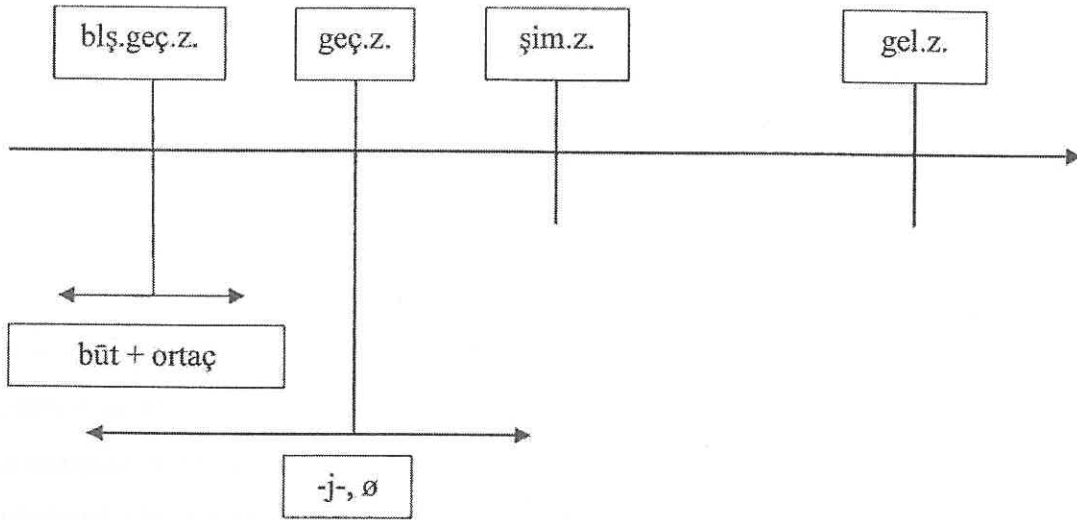 blş.geç.z.
geç.z.
şim.z.
gel.z.
būt + ortaç
-j-, ø